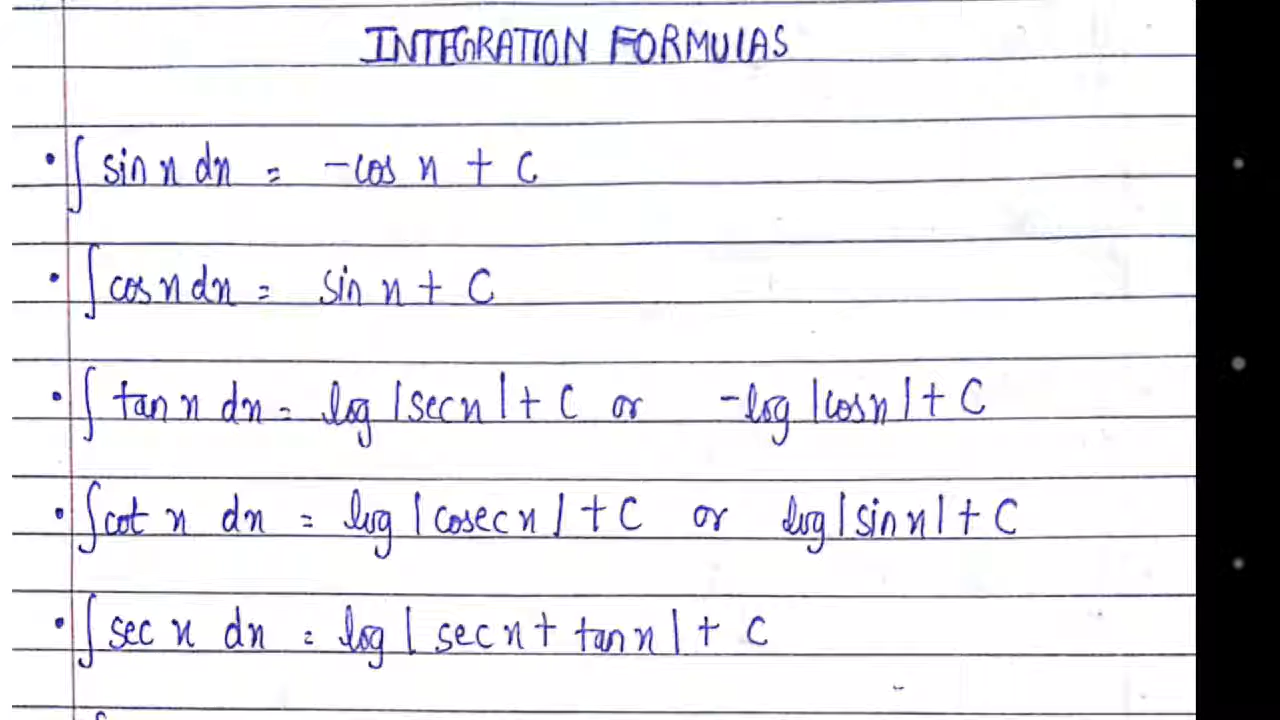 INTEGRATION FORMULAS
• ∫ sin x dx = -cos x + C
• ∫ cos x dx = sin x + C
• ∫ tan x dx = log |sec x| + C or -log |cos x| + C
• ∫ cot x dx = log |cosec x| + C or log |sin x| + C
• ∫ sec x dx = log | sec x + tan x | + C